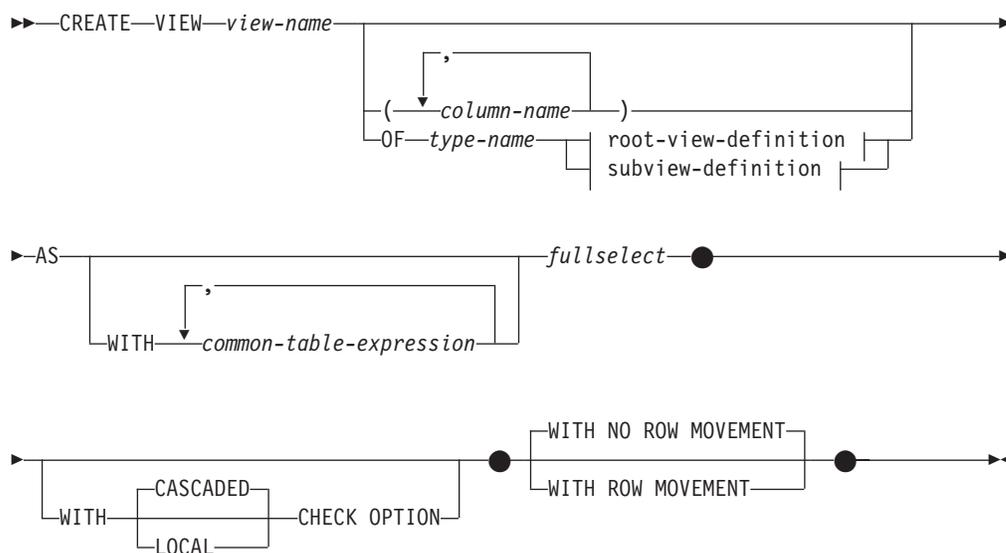 CREATE VIEW view-name
,
( column-name )
OF type-name root-view-definition
subview-definition
AS fullselect
,
WITH common-table-expression
WITH NO ROW MOVEMENT
CASCADED WITH ROW MOVEMENT
WITH CHECK OPTION
LOCAL